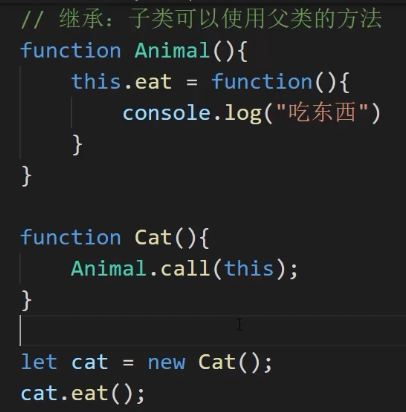 // 继承：子类可以使用父类的方法
function Animal(){
    this.eat = function(){
        console.log("吃东西")
    }
}

function Cat(){
    Animal.call(this);
}

let cat = new Cat();
cat.eat();